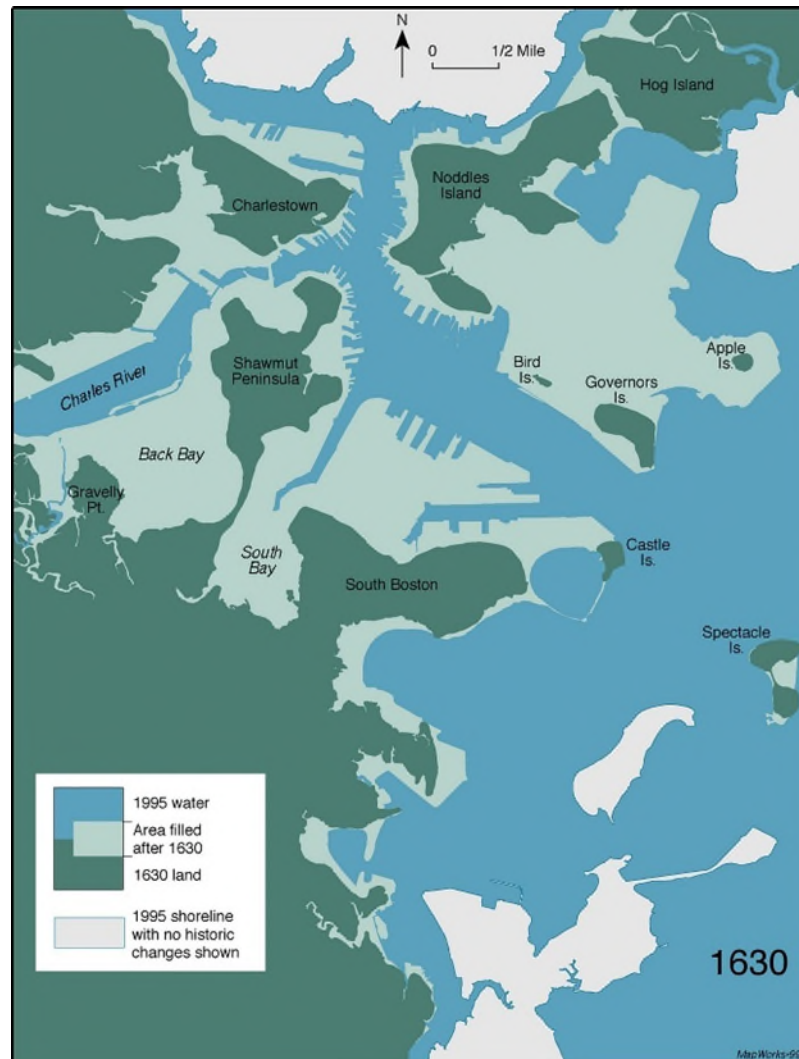 N
0 1/2 Mile
Hog Island
Noddles
Island
Charlestown
Shawmut
Peninsula
Charles River
Bird
Is.
Governors
Is.
Apple
Is.
Back Bay
Gravelly
Pt.
South
Bay
South Boston
Castle
Is.
Spectacle
Is.
1995 water
Area filled
after 1630
1630 land
1995 shoreline
with no historic
changes shown
1630